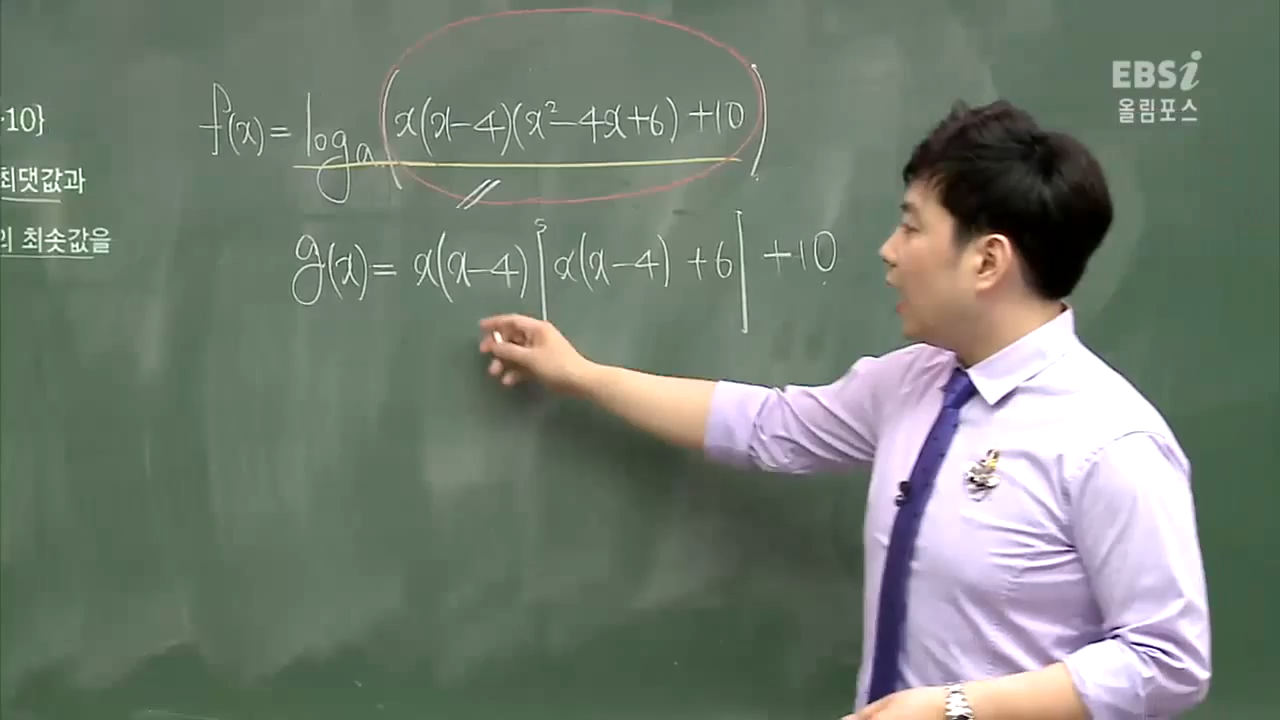 ·10}
최댓값과
의 최솟값을
f(x) = log_a(x(x-4)(x²-4x+6)+10)
g(x) = x(x-4)|x(x-4)+6|+10
EBSi
올림포스